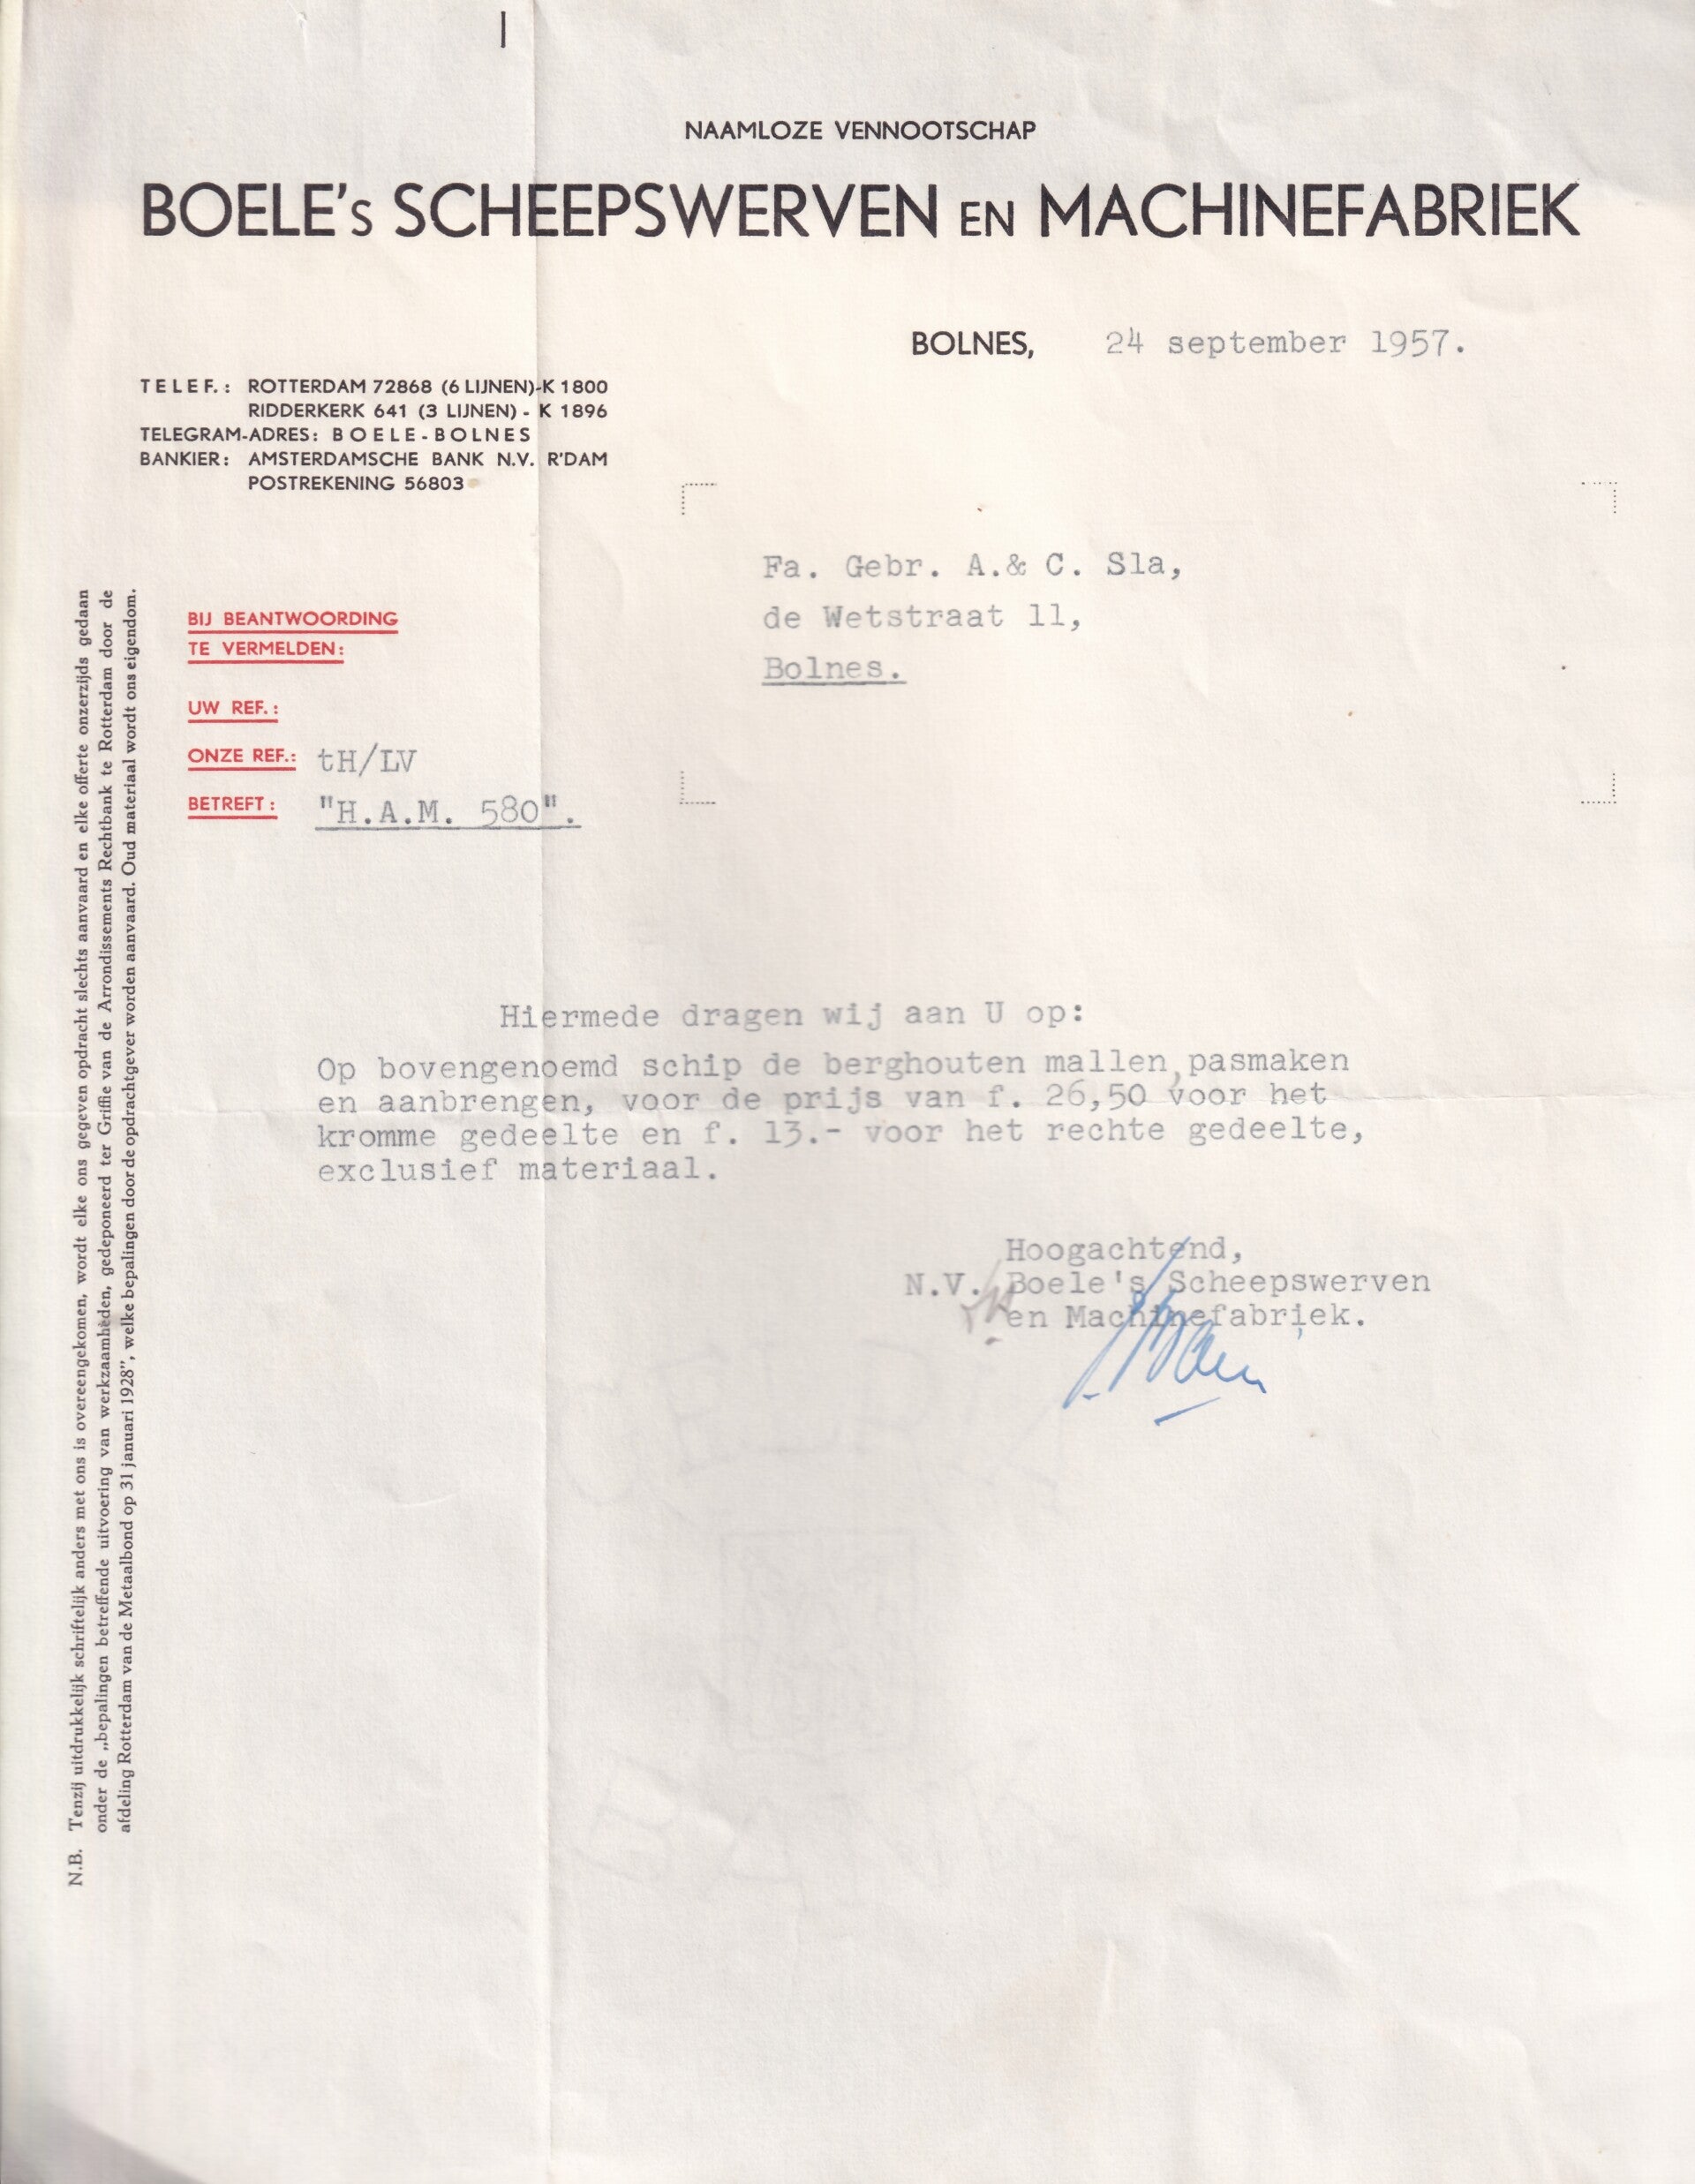 NAAMLOZE VENNOOTSCHAP
BOELE's SCHEEPSWERVEN EN MACHINEFABRIEK
BOLNES, 24 september 1957.
TELEF.: ROTTERDAM 72868 (6 LIJNEN)-K 1800
RIDDERKERK 641 (3 LIJNEN) - K 1896
TELEGRAM-ADRES: BOELE-BOLNES
BANKIER: AMSTERDAMSCHE BANK N.V. R'DAM
POSTREKENING 56803
Fa. Gebr. A.& C. Sla,
de Wetstraat 11,
Bolnes.
BIJ BEANTWOORDING
TE VERMELDEN:
UW REF.:
ONZE REF.: tH/LV
BETREFT: "H.A.M. 580".
Hiermede dragen wij aan U op:
Op bovengenoemd schip de berghouten mallen, pasmaken
en aanbrengen, voor de prijs van f. 26,50 voor het
kromme gedeelte en f. 13.- voor het rechte gedeelte,
exclusief materiaal.
Hoogachtend,
N.V. Boele's Scheepswerven
en Machinefabriek.
N.B. Tenzij uitdrukkelijk schriftelijk anders met ons is overeengekomen, wordt elke ons gegeven opdracht slechts aanvaard en elke offerte onzerzijds gedaan
onder de „bepalingen betreffende uitvoering van werkzaamheden, gedeponeerd ter Griffie van de Arrondissements Rechtbank te Rotterdam door de
afdeling Rotterdam van de Metaalbond op 31 januari 1928”, welke bepalingen door de opdrachtgever worden aanvaard. Oud materiaal wordt ons eigendom.